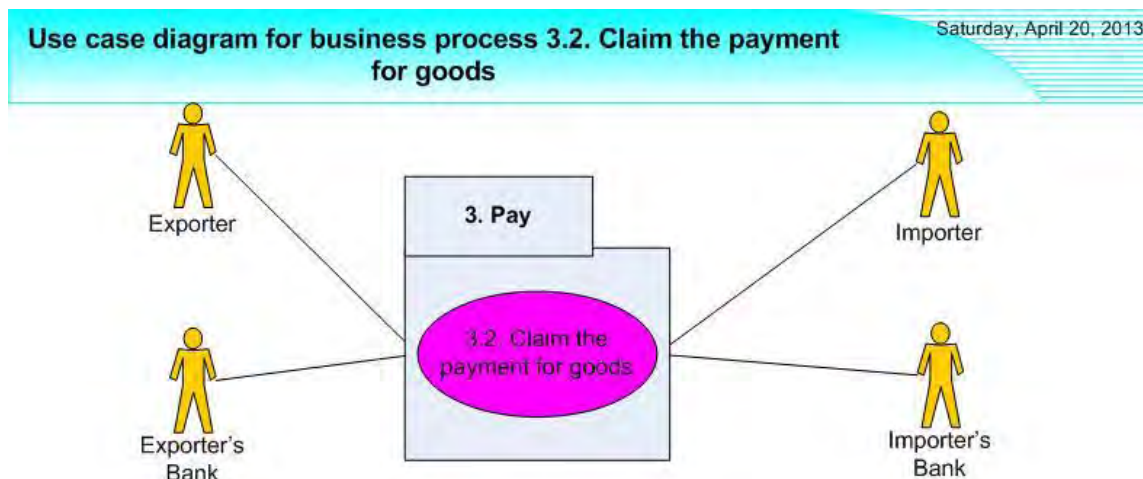 Use case diagram for business process 3.2. Claim the payment
for goods
Saturday, April 20, 2013
Exporter
3. Pay
Importer
3.2. Claim the
payment for goods
Exporter's
Bank
Importer's
Bank